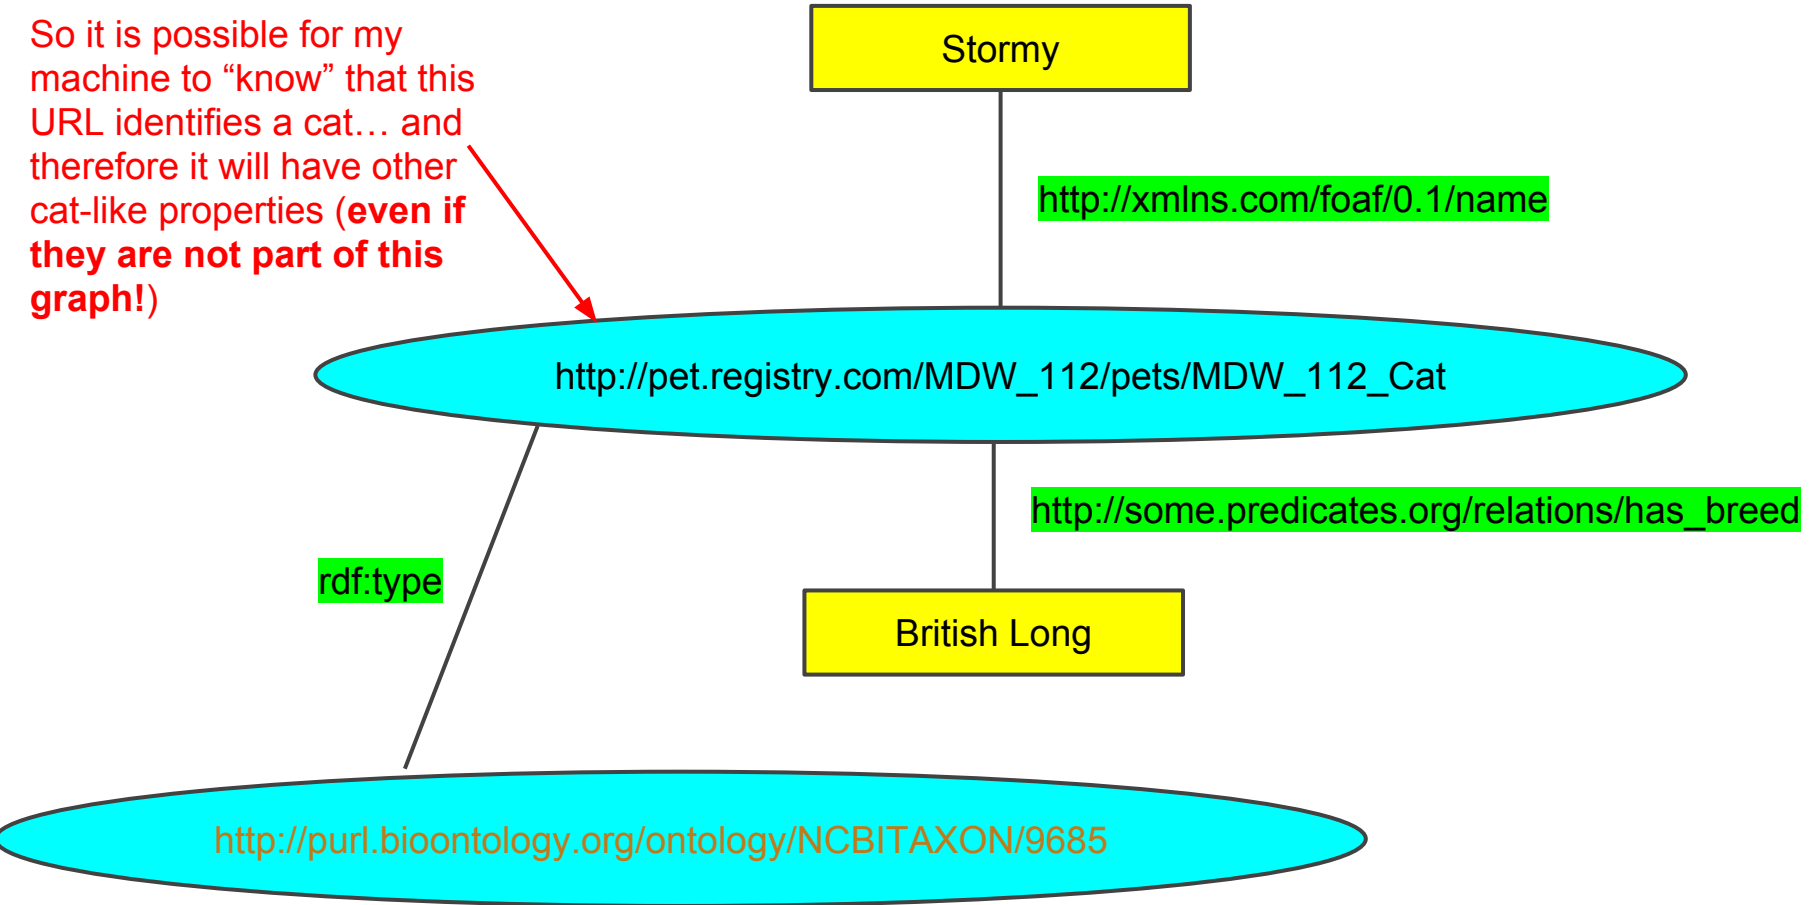 So it is possible for my
machine to “know” that this
URL identifies a cat… and
therefore it will have other
cat-like properties (even if
they are not part of this
graph!)
Stormy
http://xmlns.com/foaf/0.1/name
http://pet.registry.com/MDW_112/pets/MDW_112_Cat
http://some.predicates.org/relations/has_breed
rdf:type
British Long
http://purl.bioontology.org/ontology/NCBITAXON/9685